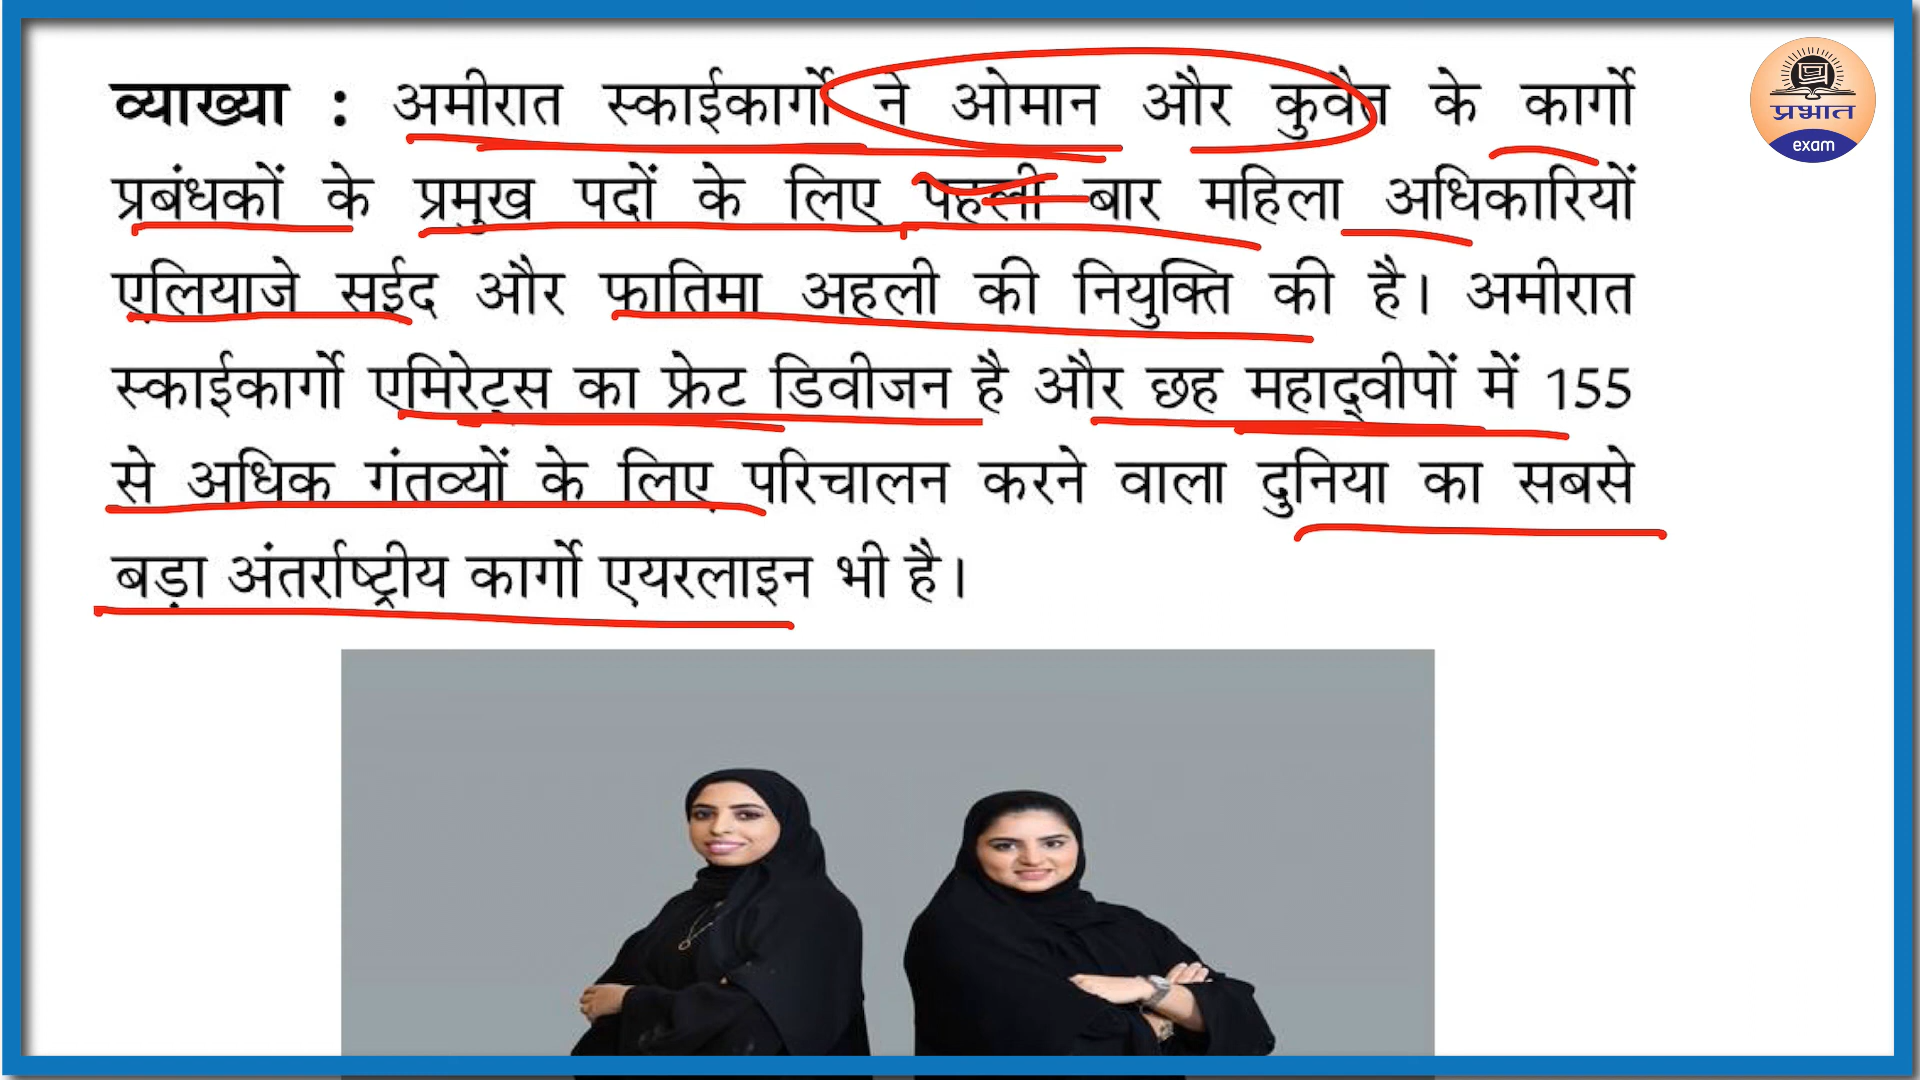 व्याख्या : अमीरात स्काईकार्गो ने ओमान और कुवैत के कार्गो
प्रबंधकों के प्रमुख पदों के लिए पहली बार महिला अधिकारियों
एलियाजे सईद और फातिमा अहली की नियुक्ति की है। अमीरात
स्काईकार्गो एमिरेट्स का फ्रेट डिवीजन है और छह महाद्वीपों में 155
से अधिक गंतव्यों के लिए परिचालन करने वाला दुनिया का सबसे
बड़ा अंतर्राष्ट्रीय कार्गो एयरलाइन भी है।
प्रभात
exam